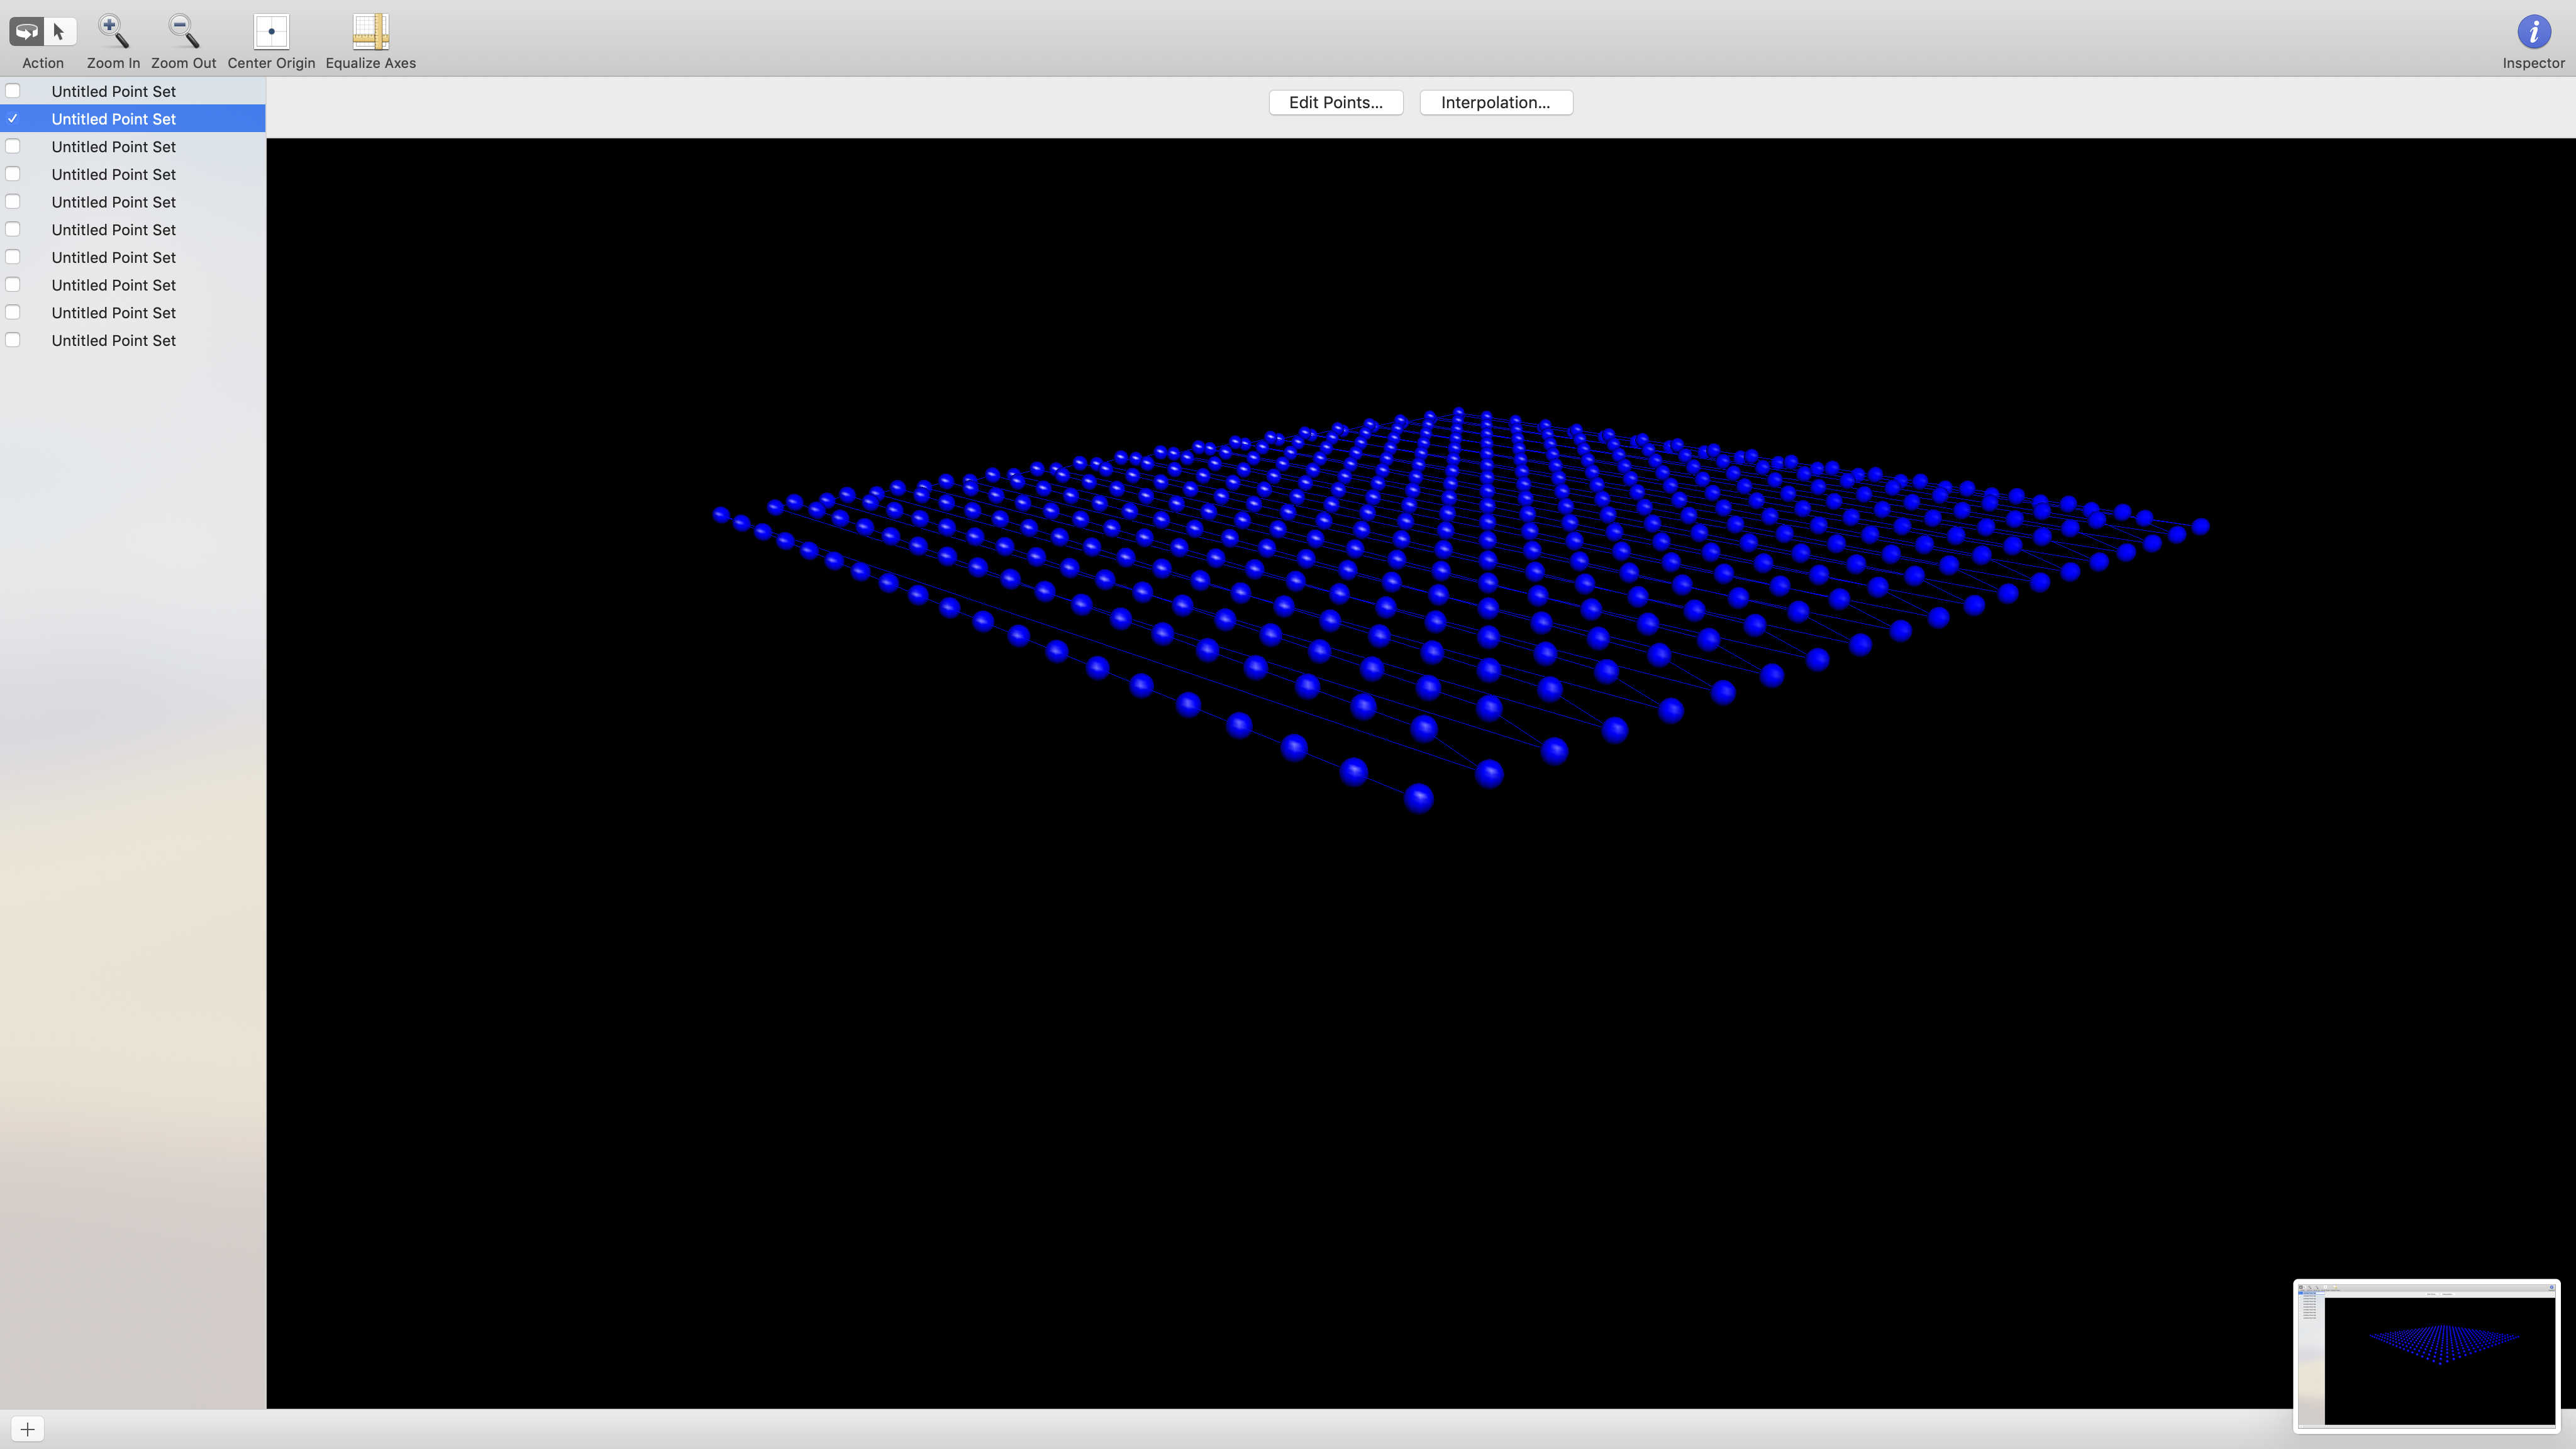 Action
Zoom In
Zoom Out
Center Origin
Equalize Axes
Inspector
Edit Points...
Interpolation...
Untitled Point Set
Untitled Point Set
Untitled Point Set
Untitled Point Set
Untitled Point Set
Untitled Point Set
Untitled Point Set
Untitled Point Set
Untitled Point Set
Untitled Point Set